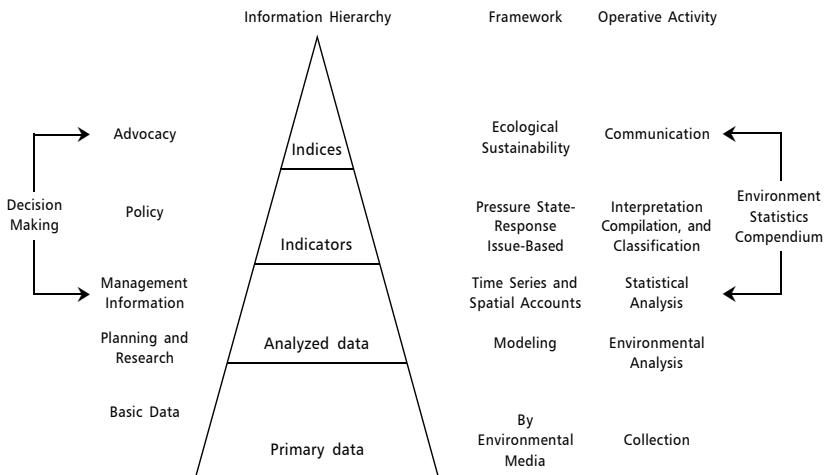 Information Hierarchy
Framework
Operative Activity
Advocacy
Indices
Ecological
Sustainability
Communication
Decision
Making
Policy
Indicators
Pressure State-
Response
Issue-Based
Interpretation
Compilation, and
Classification
Environment
Statistics
Compendium
Management
Information
Time Series and
Spatial Accounts
Statistical
Analysis
Planning and
Research
Analyzed data
Modeling
Environmental
Analysis
Basic Data
Primary data
By
Environmental
Media
Collection